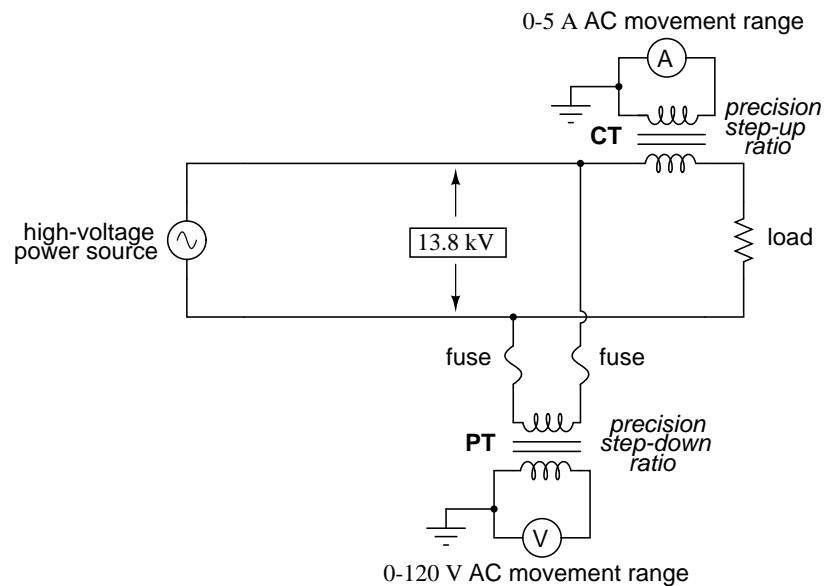 0-5 A AC movement range
A
precision
step-up
ratio
CT
high-voltage
power source
13.8 kV
load
fuse
fuse
PT
precision
step-down
ratio
V
0-120 V AC movement range